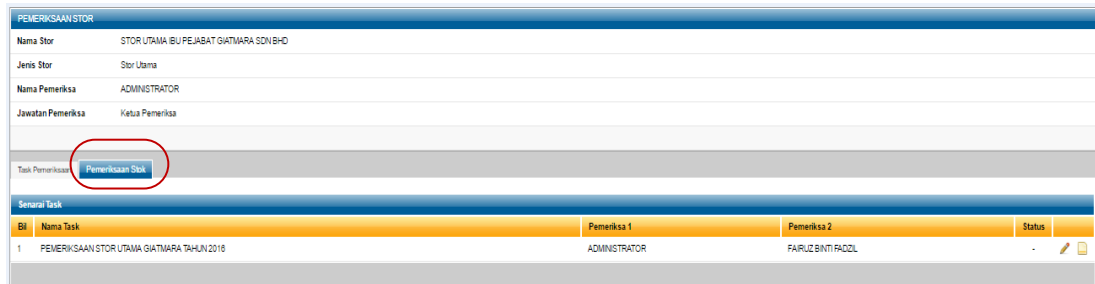 PEMERIKSAAN STOR
Nama Stor STOR UTAMA IBU PEJABAT GIATMARA SDN BHD
Jenis Stor Stor Utama
Nama Pemeriksa ADMINISTRATOR
Jawatan Pemeriksa Ketua Pemeriksa
Task Pemeriksaan Pemeriksaan Stok
Senarai Task
Bil Nama Task Pemeriksa 1 Pemeriksa 2 Status
1 PEMERIKSAAN STOR UTAMA GIATMARA TAHUN 2016 ADMINISTRATOR FAIRUZ BINTI FADZIL -